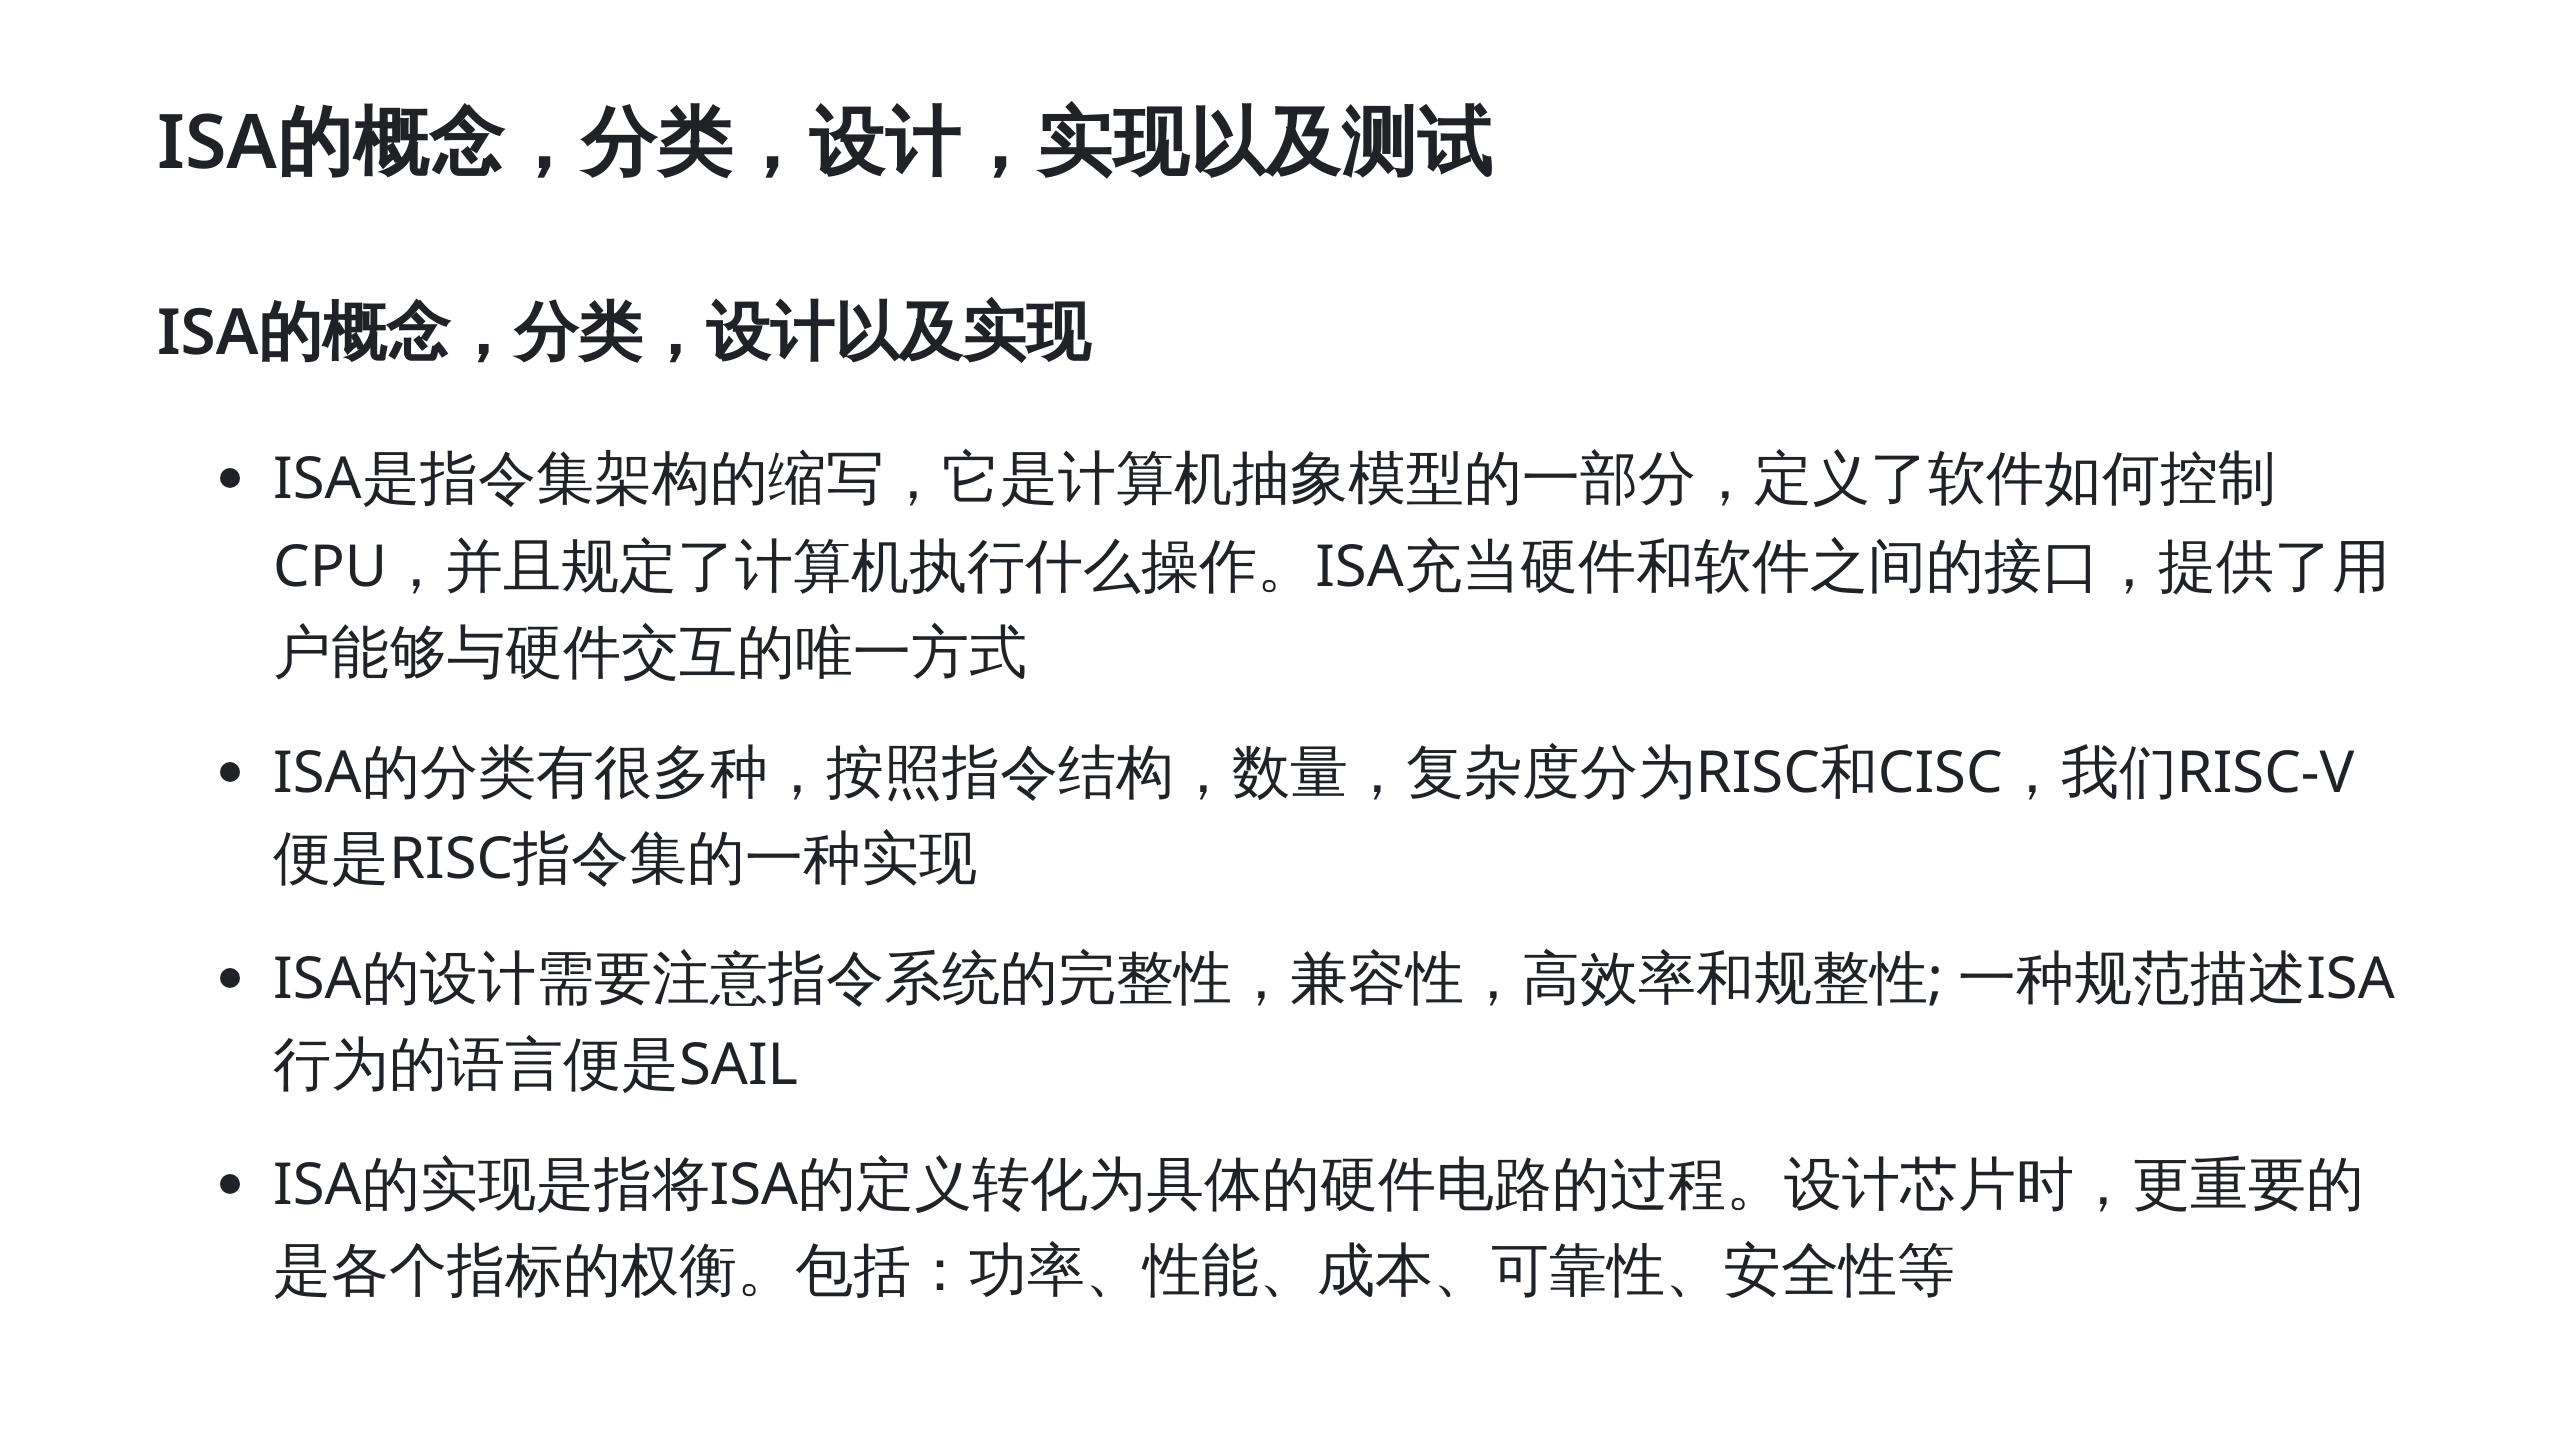 ISA的概念，分类，设计，实现以及测试
ISA的概念，分类，设计以及实现
• ISA是指令集架构的缩写，它是计算机抽象模型的一部分，定义了软件如何控制
CPU，并且规定了计算机执行什么操作。ISA充当硬件和软件之间的接口，提供了用
户能够与硬件交互的唯一方式
• ISA的分类有很多种，按照指令结构，数量，复杂度分为RISC和CISC，我们RISC-V
便是RISC指令集的一种实现
• ISA的设计需要注意指令系统的完整性，兼容性，高效率和规整性; 一种规范描述ISA
行为的语言便是SAIL
• ISA的实现是指将ISA的定义转化为具体的硬件电路的过程。设计芯片时，更重要的
是各个指标的权衡。包括：功率、性能、成本、可靠性、安全性等